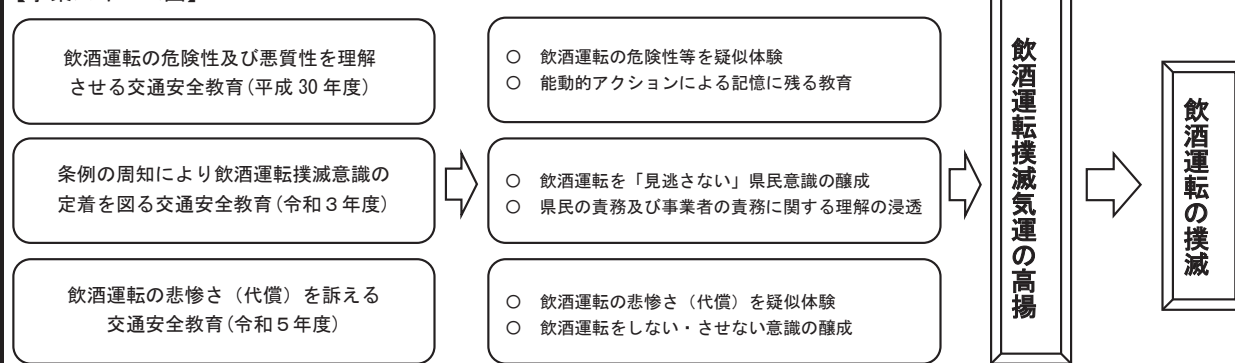 飲酒運転の危険性及び悪質性を理解
させる交通安全教育(平成 30 年度)
○ 飲酒運転の危険性等を疑似体験
○ 能動的アクションによる記憶に残る教育
条例の周知により飲酒運転撲滅意識の
定着を図る交通安全教育(令和３年度)
○ 飲酒運転を「見逃さない」県民意識の醸成
○ 県民の責務及び事業者の責務に関する理解の浸透
飲酒運転の悲惨さ（代償）を訴える
交通安全教育(令和５年度)
○ 飲酒運転の悲惨さ（代償）を疑似体験
○ 飲酒運転をしない・させない意識の醸成
飲酒運転撲滅気運の高揚
飲酒運転の撲滅